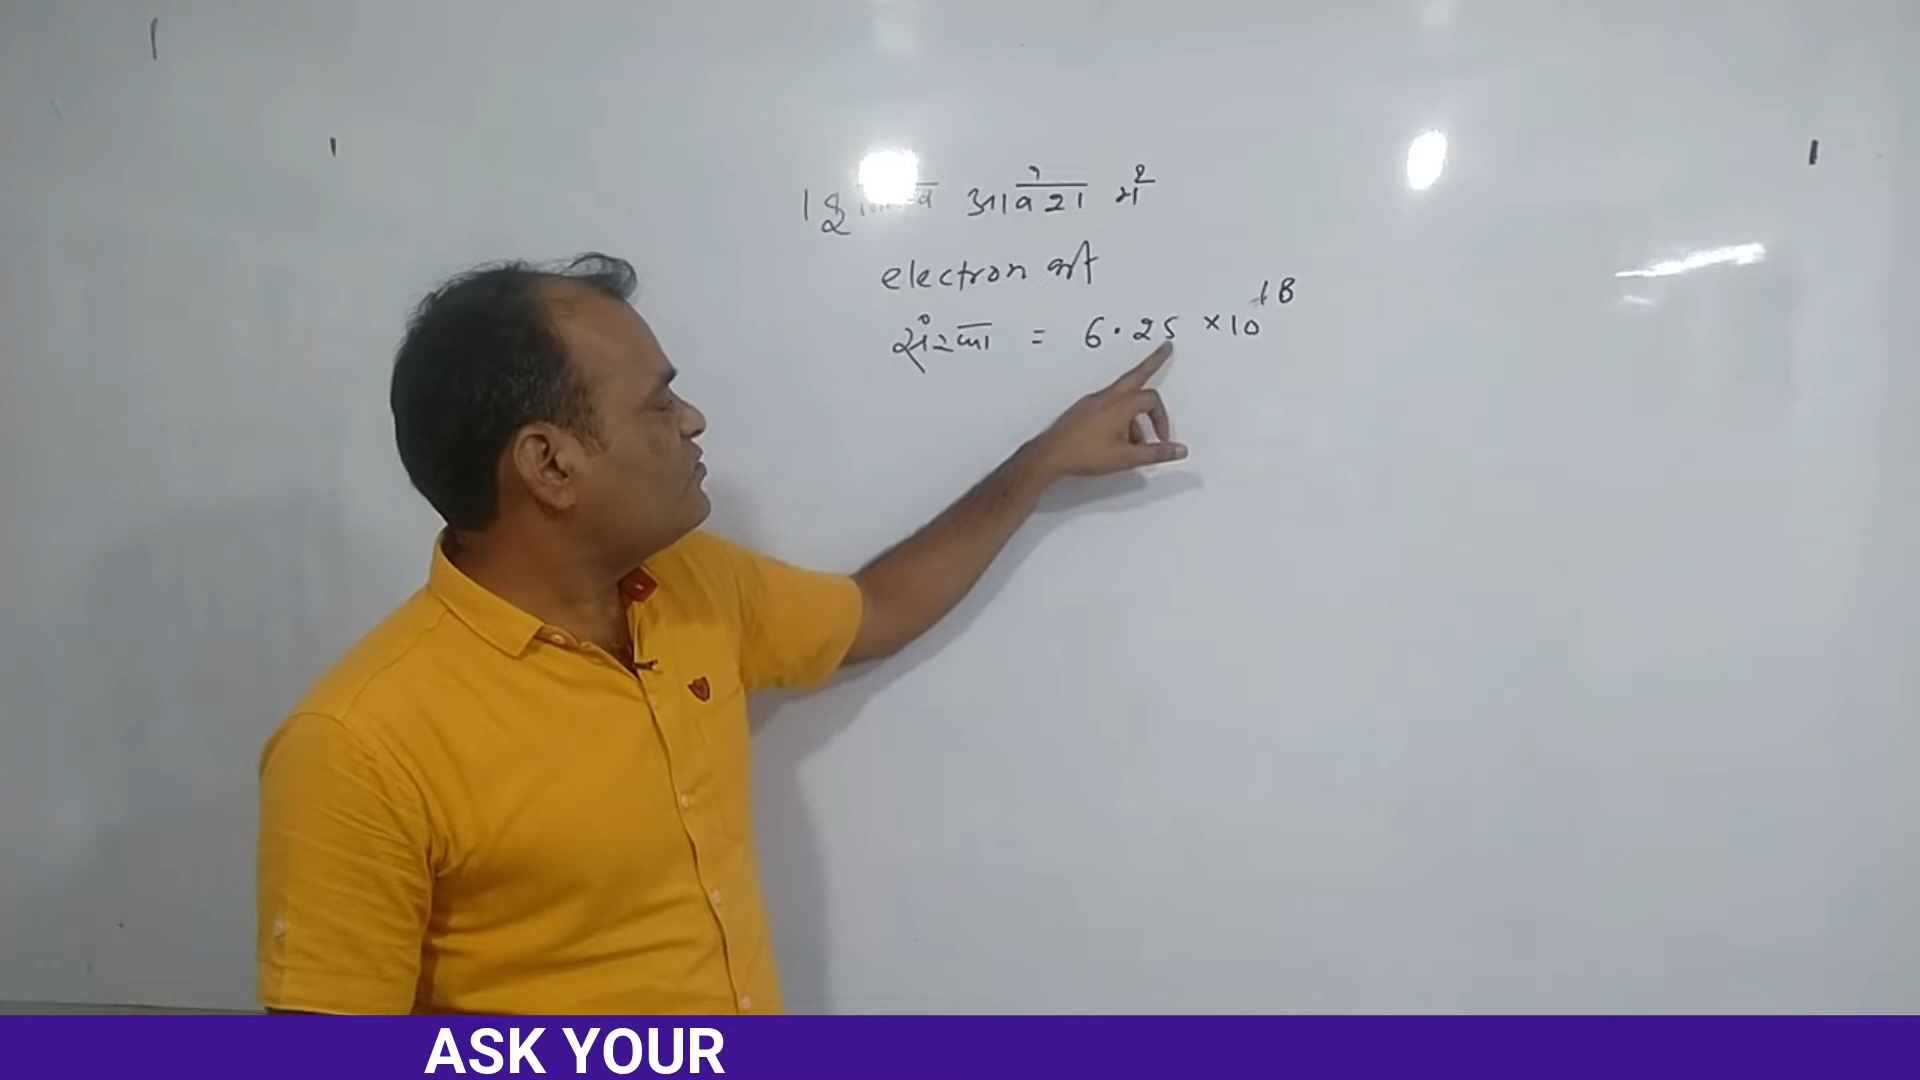 1 कूलाम्ब आवेश में
electron की
संख्या = 6.25 ×10^18
ASK YOUR